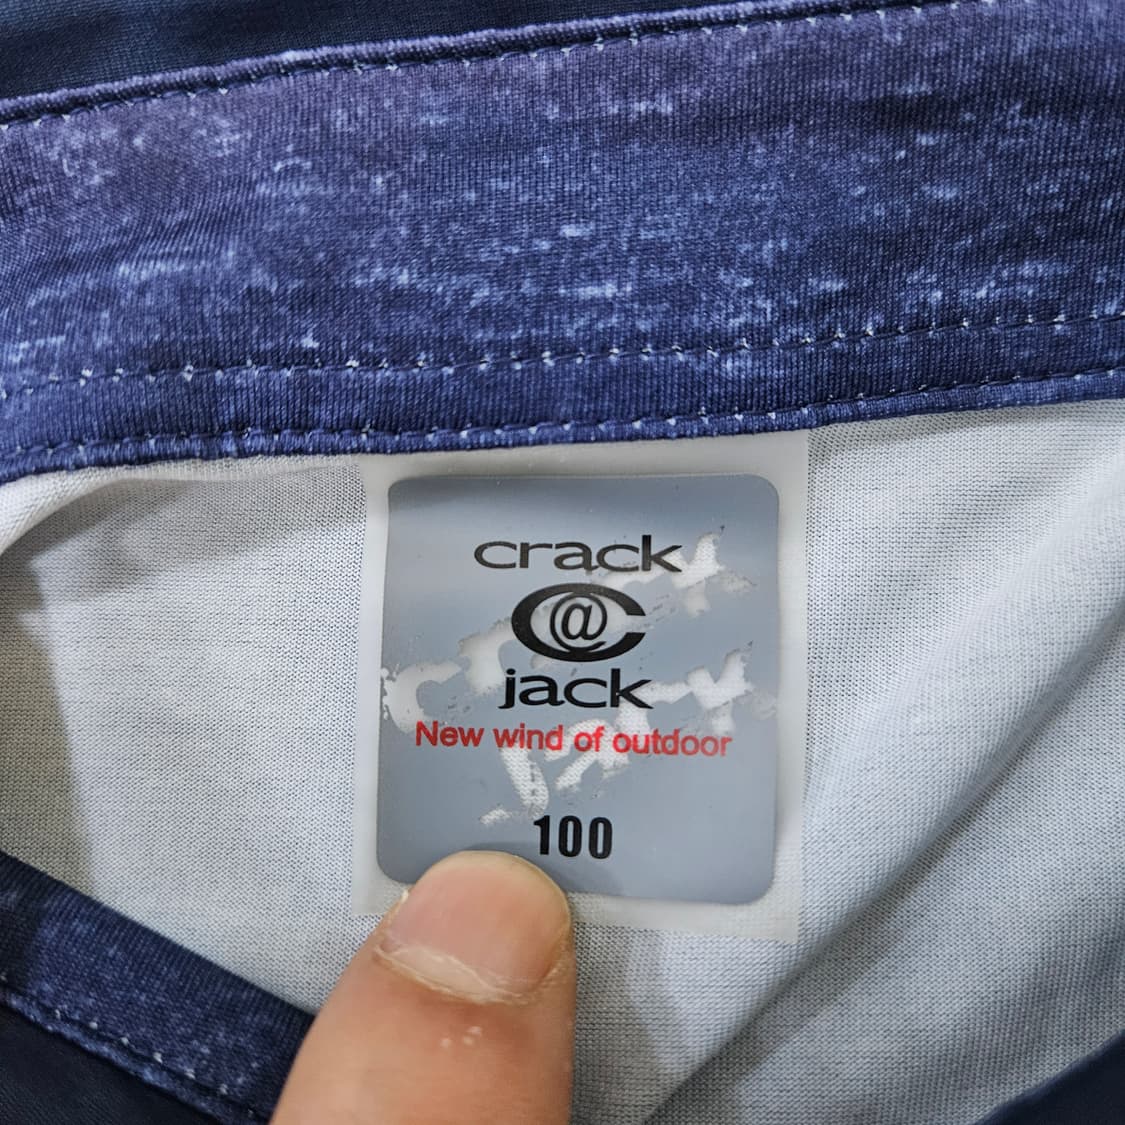 crack
@
jack
New wind of outdoor
100